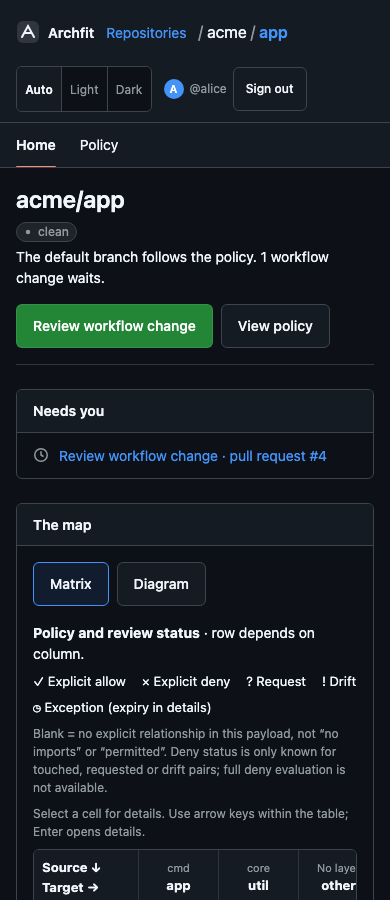 Archfit Repositories / acme / app
Auto Light Dark A @alice Sign out
Home Policy
acme/app
clean
The default branch follows the policy. 1 workflow
change waits.
Review workflow change View policy
Needs you
Review workflow change · pull request #4
The map
Matrix Diagram
Policy and review status · row depends on
column.
✓ Explicit allow × Explicit deny ? Request ! Drift
◷ Exception (expiry in details)
Blank = no explicit relationship in this payload, not “no
imports” or “permitted”. Deny status is only known for
touched, requested or drift pairs; full deny evaluation is
not available.
Select a cell for details. Use arrow keys within the table;
Enter opens details.
Source ↓ cmd core No laye
Target → app util other